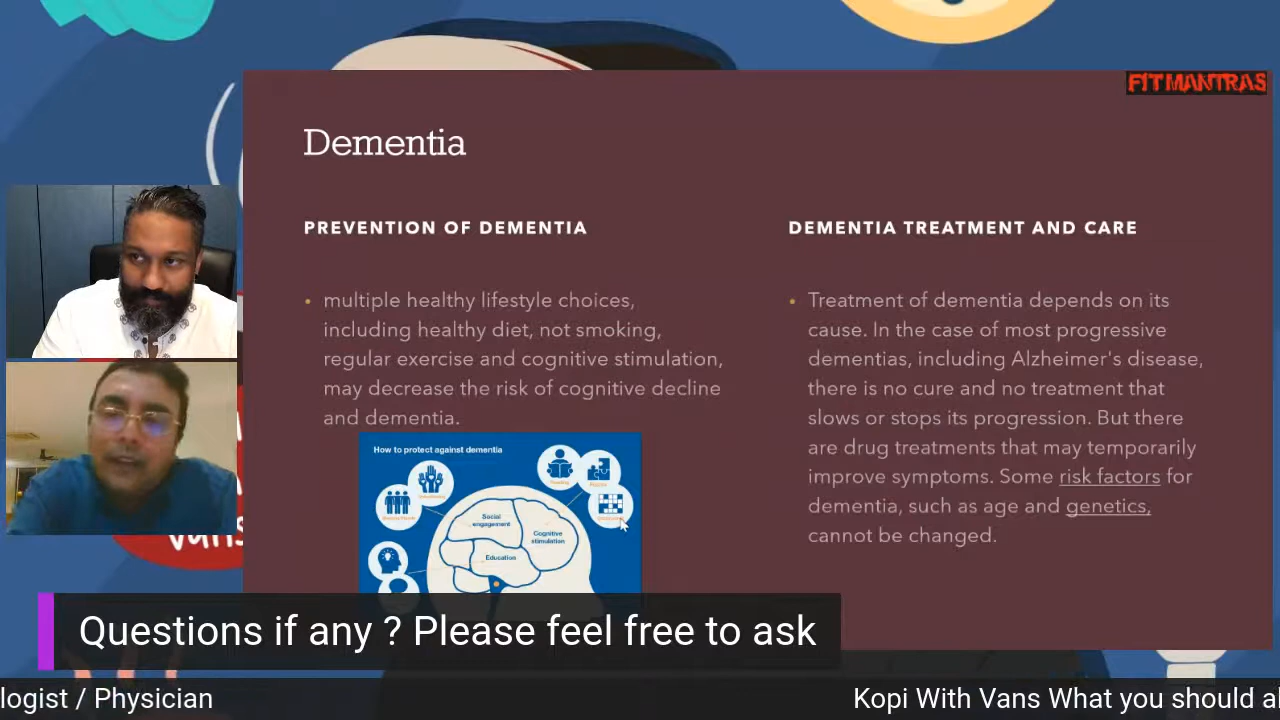 FITMANTRAS
Dementia
PREVENTION OF DEMENTIA
• multiple healthy lifestyle choices,
including healthy diet, not smoking,
regular exercise and cognitive stimulation,
may decrease the risk of cognitive decline
and dementia.
How to protect against dementia
Social
engagement
Cognitive
stimulation
Education
Reading
DEMENTIA TREATMENT AND CARE
• Treatment of dementia depends on its
cause. In the case of most progressive
dementias, including Alzheimer's disease,
there is no cure and no treatment that
slows or stops its progression. But there
are drug treatments that may temporarily
improve symptoms. Some risk factors for
dementia, such as age and genetics,
cannot be changed.
Vans
Questions if any ? Please feel free to ask
logist / Physician
Kopi With Vans What you should a